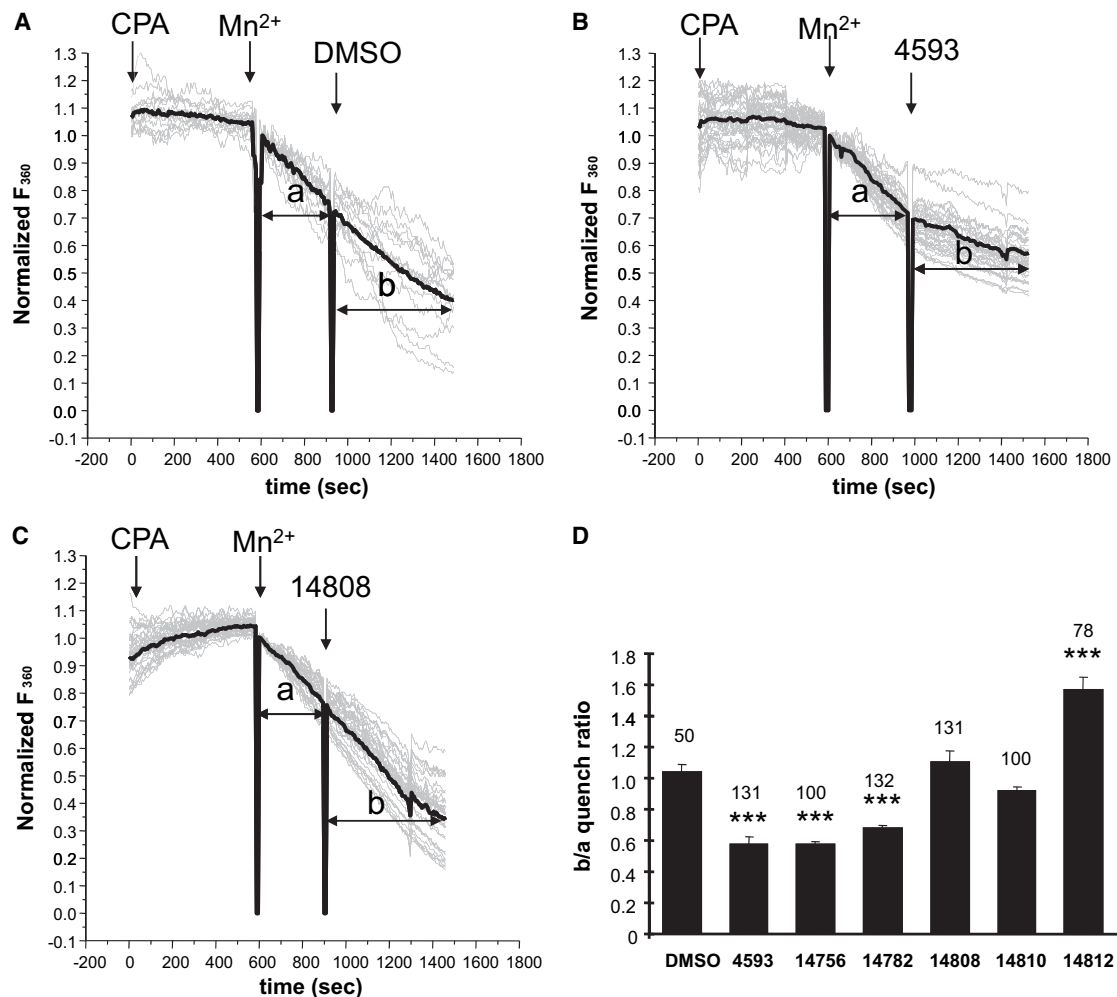 A
CPA
Mn2+
DMSO
1.3
1.2
1.1
1.0
0.9
0.8
0.7
0.6
0.5
0.4
0.3
0.2
0.1
0.0
-0.1
Normalized F360
a
b
-200 0 200 400 600 800 1000 1200 1400 1600 1800
time (sec)
B
CPA
Mn2+
4593
1.3
1.2
1.1
1.0
0.9
0.8
0.7
0.6
0.5
0.4
0.3
0.2
0.1
0.0
-0.1
Normalized F360
a
b
-200 0 200 400 600 800 1000 1200 1400 1600 1800
time (sec)
C
CPA
Mn2+
14808
1.3
1.2
1.1
1.0
0.9
0.8
0.7
0.6
0.5
0.4
0.3
0.2
0.1
0.0
-0.1
Normalized F360
a
b
-200 0 200 400 600 800 1000 1200 1400 1600 1800
time (sec)
D
1.8
1.6
1.4
1.2
1.0
0.8
0.6
0.4
0.2
0
b/a quench ratio
50
131
***
100
***
132
***
131
100
78
***
DMSO 4593 14756 14782 14808 14810 14812